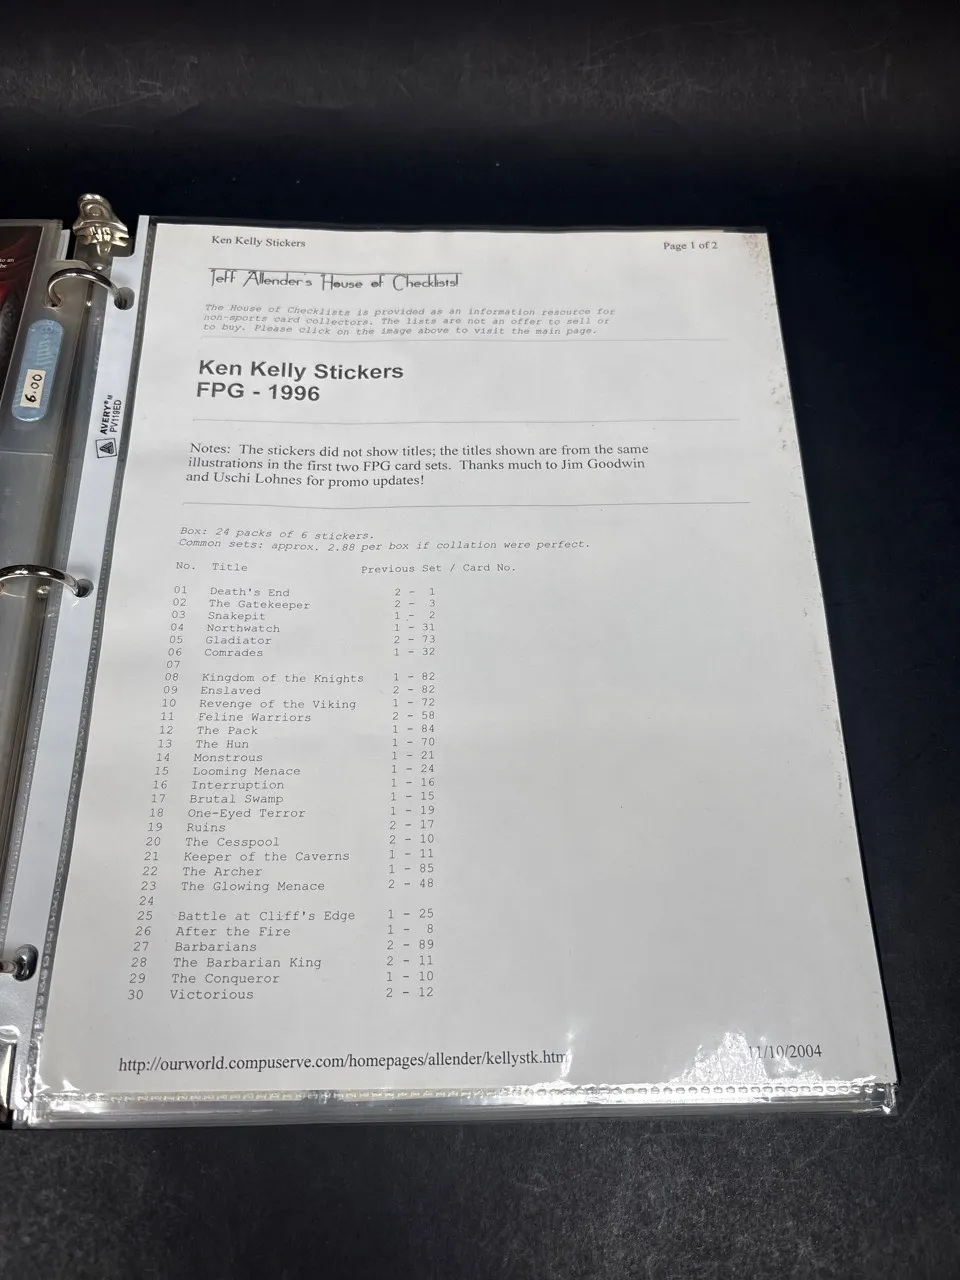 to an
the
6.00
AVERY®
PV119ED
Ken Kelly Stickers Page 1 of 2
Jeff Allender's House of Checklists!
The House of Checklists is provided as an information resource for
non-sports card collectors. The lists are not an offer to sell or
to buy. Please click on the image above to visit the main page.
Ken Kelly Stickers
FPG - 1996
Notes: The stickers did not show titles; the titles shown are from the same
illustrations in the first two FPG card sets. Thanks much to Jim Goodwin
and Uschi Lohnes for promo updates!
Box: 24 packs of 6 stickers.
Common sets: approx. 2.88 per box if collation were perfect.
No. Title Previous Set / Card No.
01 Death's End 2 - 1
02 The Gatekeeper 2 - 3
03 Snakepit 1 - 2
04 Northwatch 1 - 31
05 Gladiator 2 - 73
06 Comrades 1 - 32
07
08 Kingdom of the Knights 1 - 82
09 Enslaved 2 - 82
10 Revenge of the Viking 1 - 72
11 Feline Warriors 2 - 58
12 The Pack 1 - 84
13 The Hun 1 - 70
14 Monstrous 1 - 21
15 Looming Menace 1 - 24
16 Interruption 1 - 16
17 Brutal Swamp 1 - 15
18 One-Eyed Terror 1 - 19
19 Ruins 2 - 17
20 The Cesspool 2 - 10
21 Keeper of the Caverns 1 - 11
22 The Archer 1 - 85
23 The Glowing Menace 2 - 48
24
25 Battle at Cliff's Edge 1 - 25
26 After the Fire 1 - 8
27 Barbarians 2 - 89
28 The Barbarian King 2 - 11
29 The Conqueror 1 - 10
30 Victorious 2 - 12
http://ourworld.compuserve.com/homepages/allender/kellystk.htm 11/10/2004